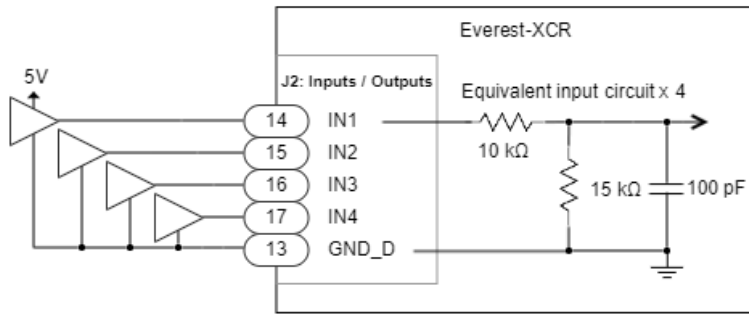 Everest-XCR
5V
J2: Inputs / Outputs
Equivalent input circuit x 4
14 IN1
10 kΩ
15 IN2
16 IN3
15 kΩ 100 pF
17 IN4
13 GND_D